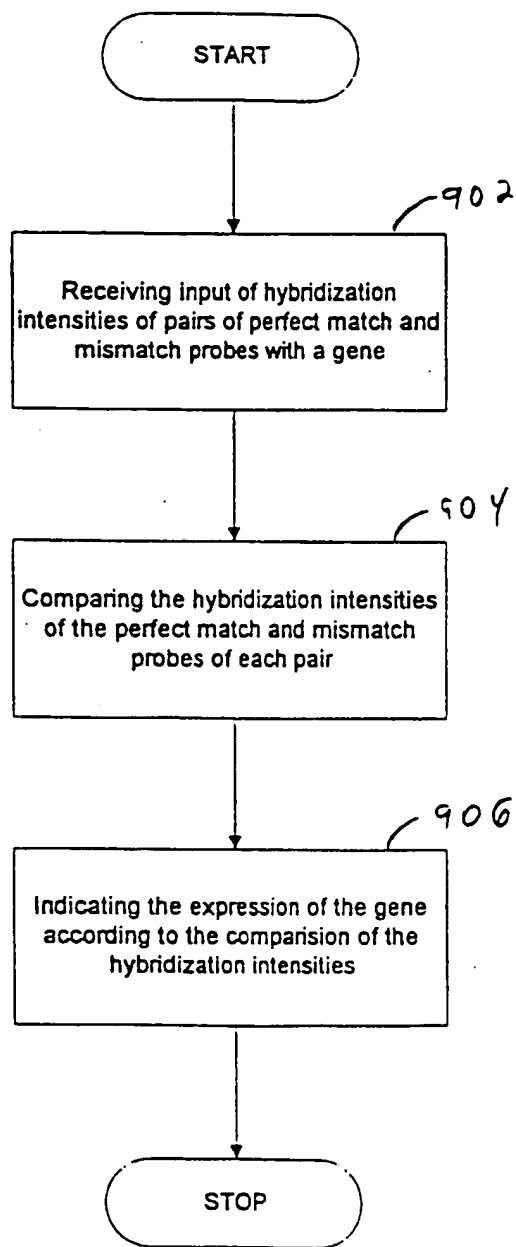 START
902
Receiving input of hybridization
intensities of pairs of perfect match and
mismatch probes with a gene
904
Comparing the hybridization intensities
of the perfect match and mismatch
probes of each pair
906
Indicating the expression of the gene
according to the comparision of the
hybridization intensities
STOP